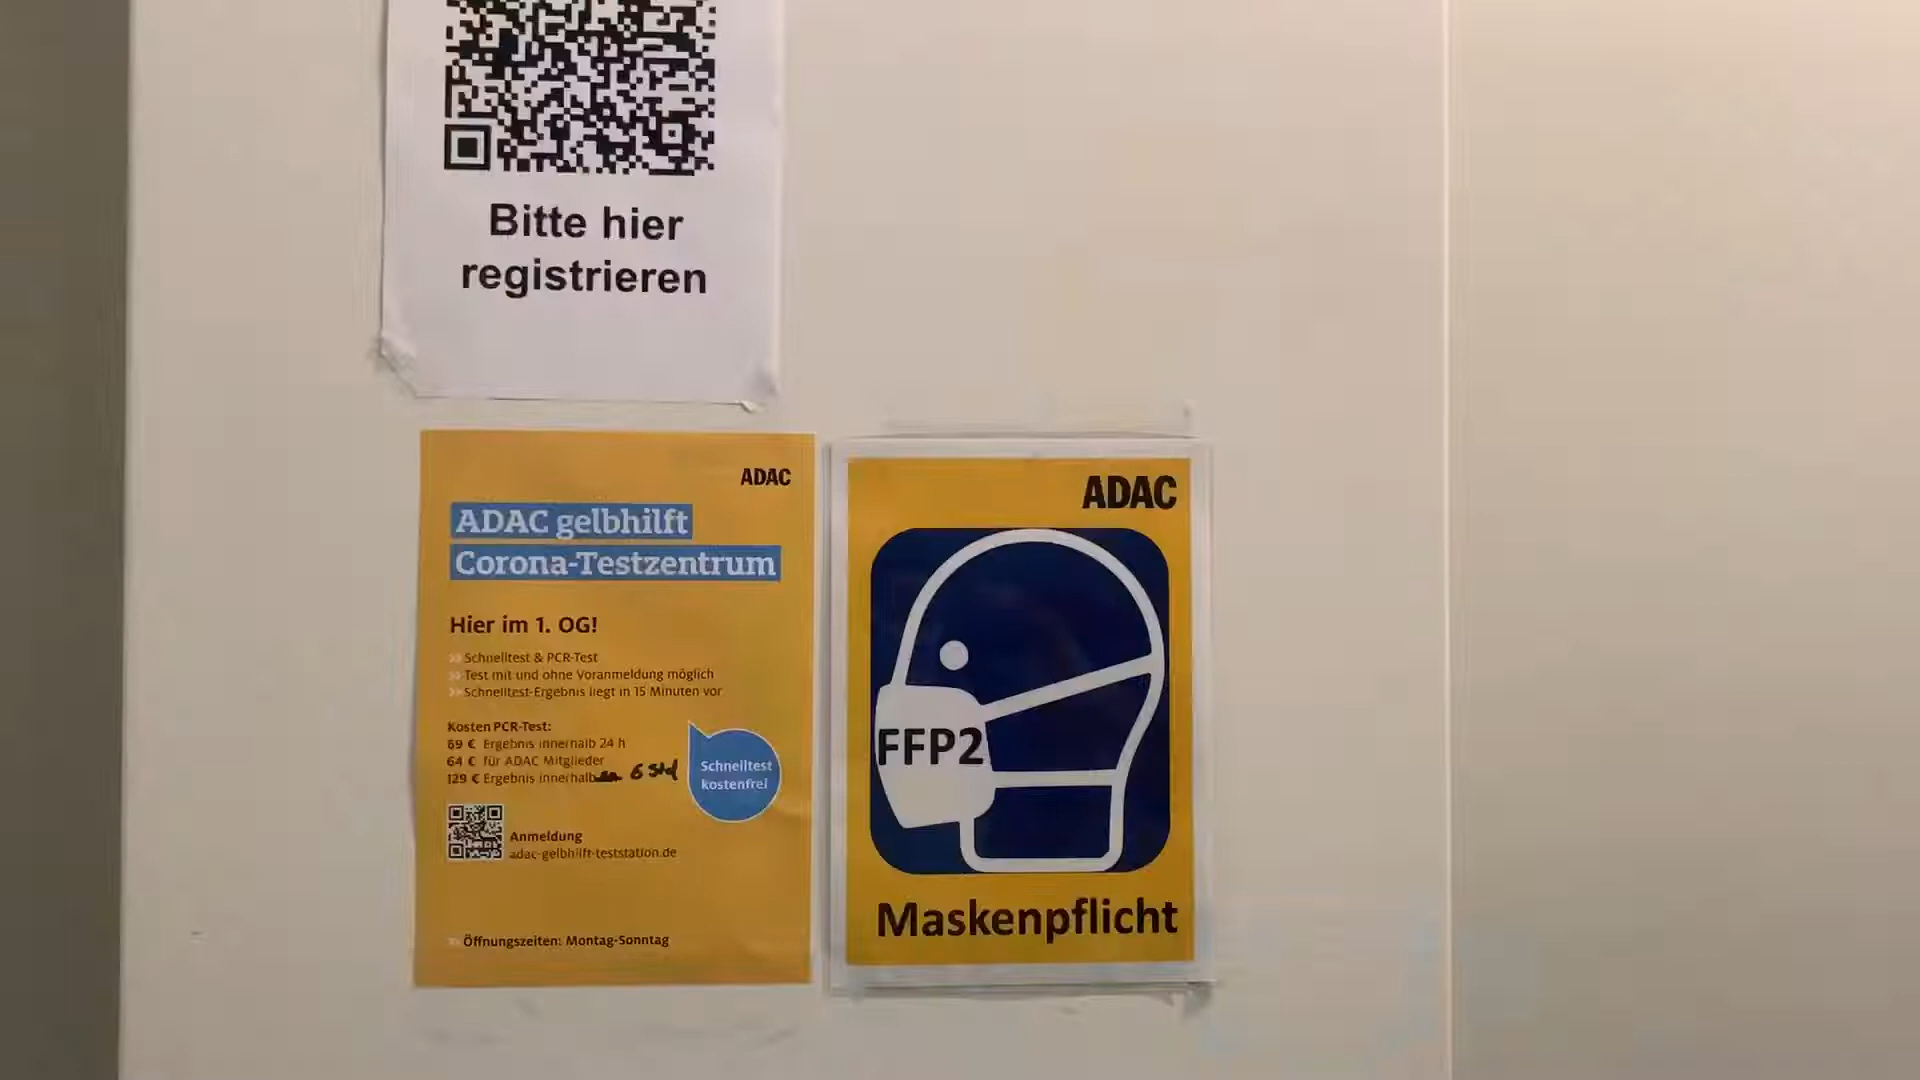 Bitte hier
registrieren
ADAC
ADAC gelbhilft
Corona-Testzentrum
Hier im 1. OG!
» Schnelltest & PCR-Test
» Test mit und ohne Voranmeldung möglich
» Schnelltest-Ergebnis liegt in 15 Minuten vor
Kosten PCR-Test:
69 € Ergebnis innerhalb 24 h
64 € für ADAC Mitglieder
129 € Ergebnis innerhalb 6 Std
Schnelltest
kostenfrei
Anmeldung
adac-gelbhilft-teststation.de
» Öffnungszeiten: Montag-Sonntag
ADAC
FFP2
Maskenpflicht